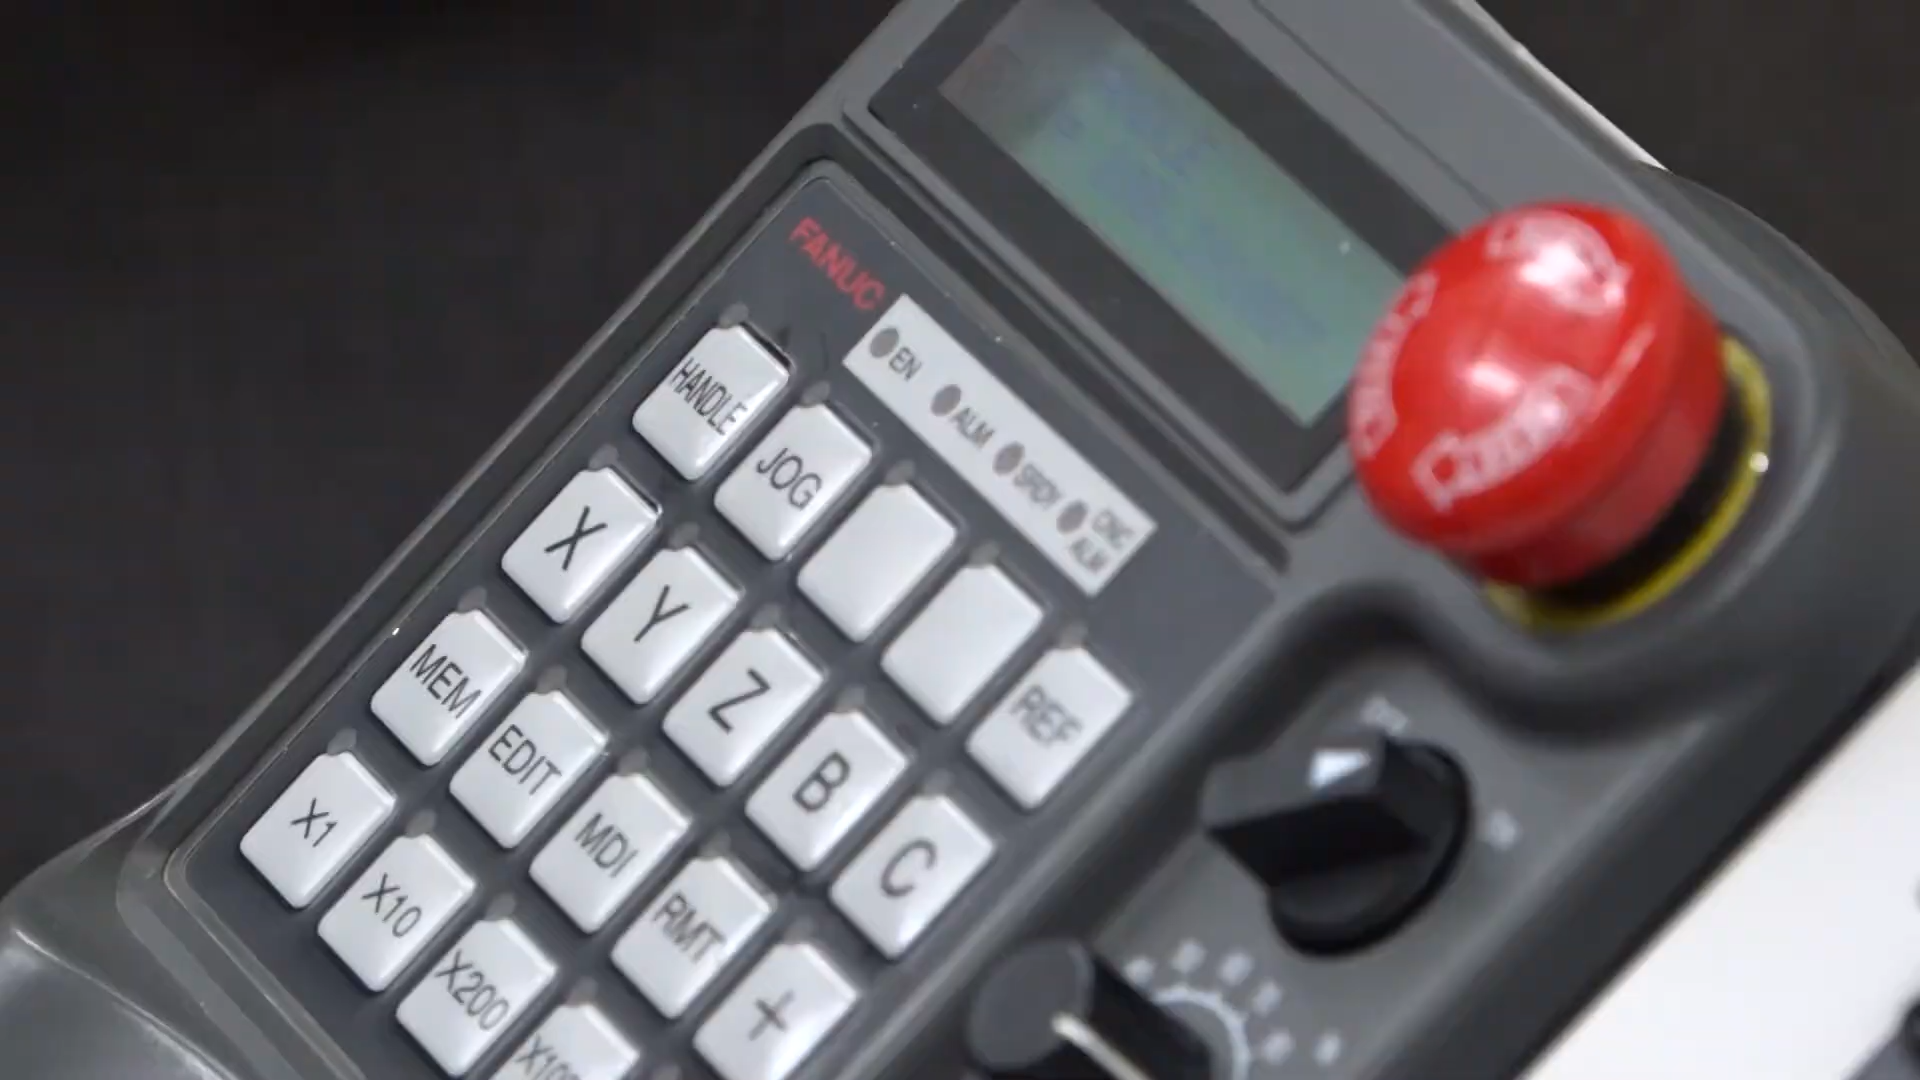 FANUC
EN ALM SRDY CNC ALM
HANDLE JOG REF
X Y Z B C
MEM EDIT MDI RMT +
X1 X10 X200